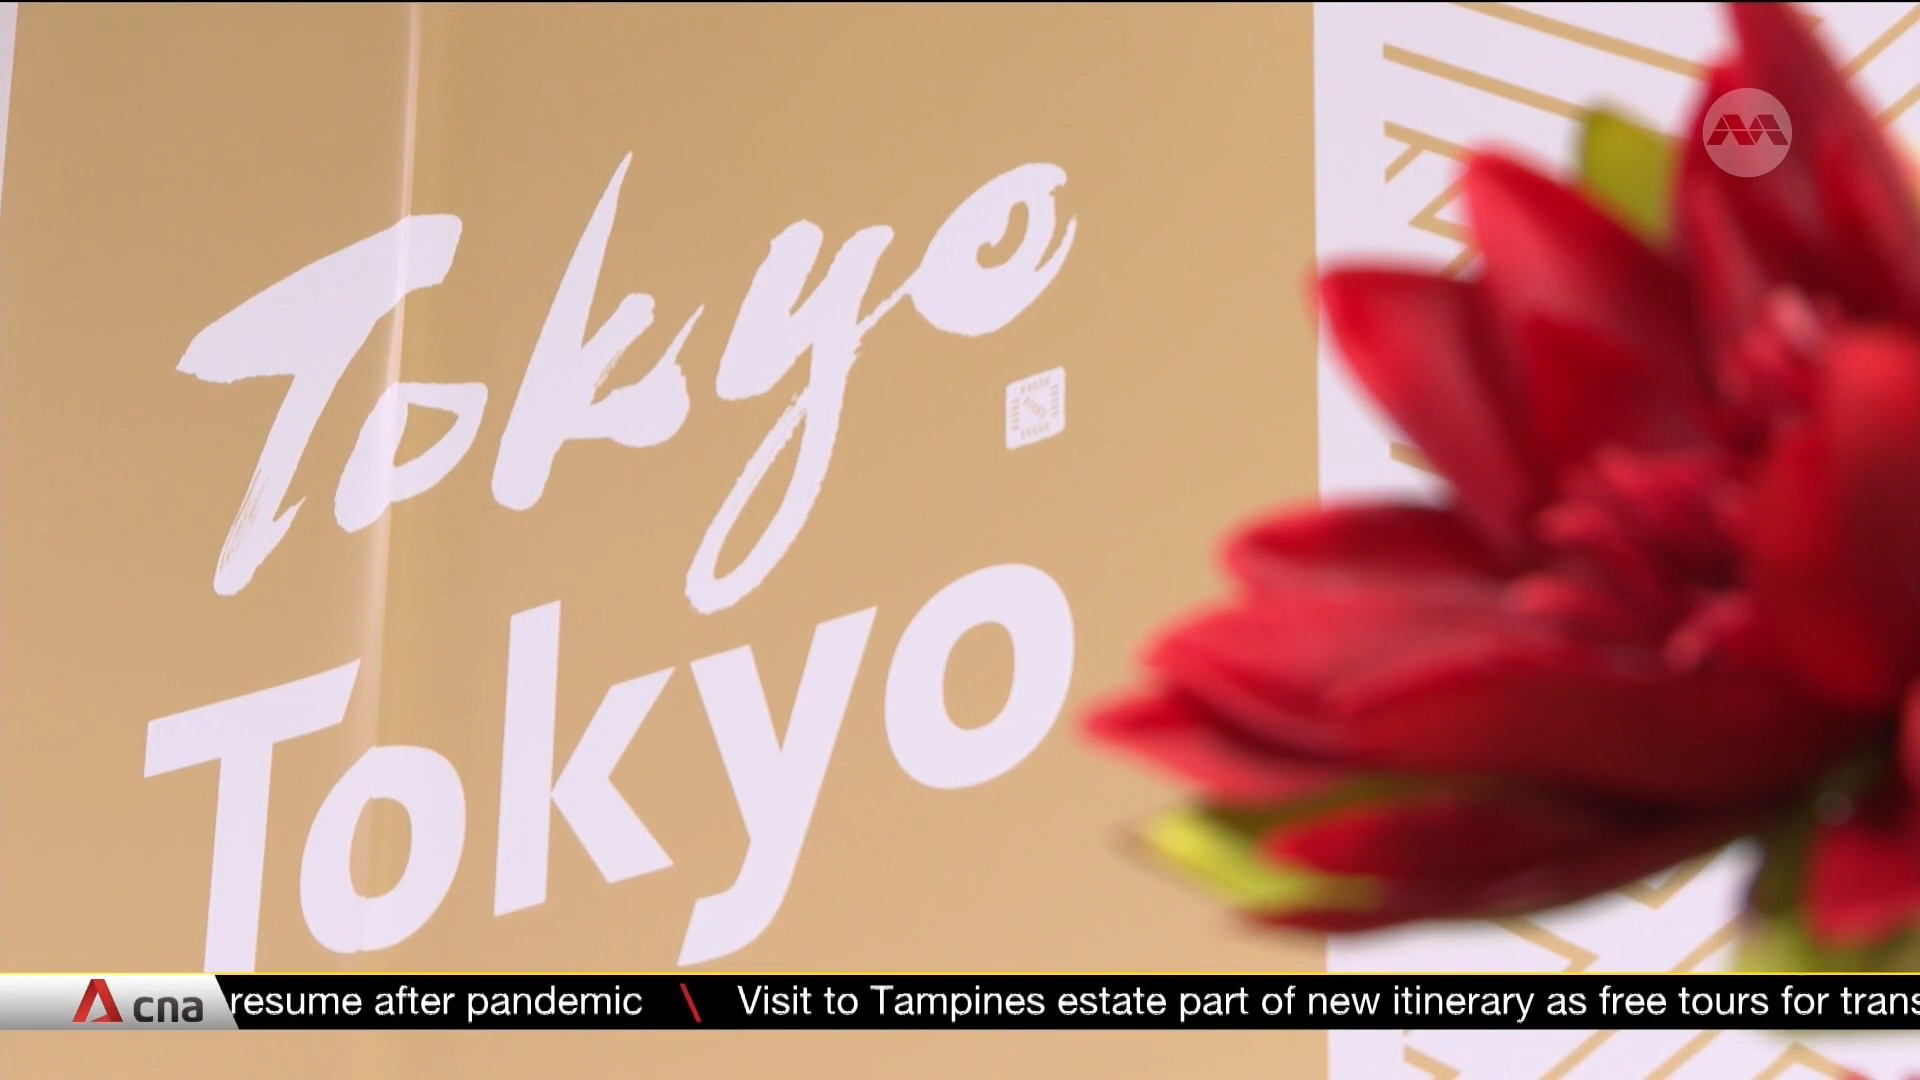 Tokyo
Tokyo
cna
resume after pandemic \ Visit to Tampines estate part of new itinerary as free tours for trans